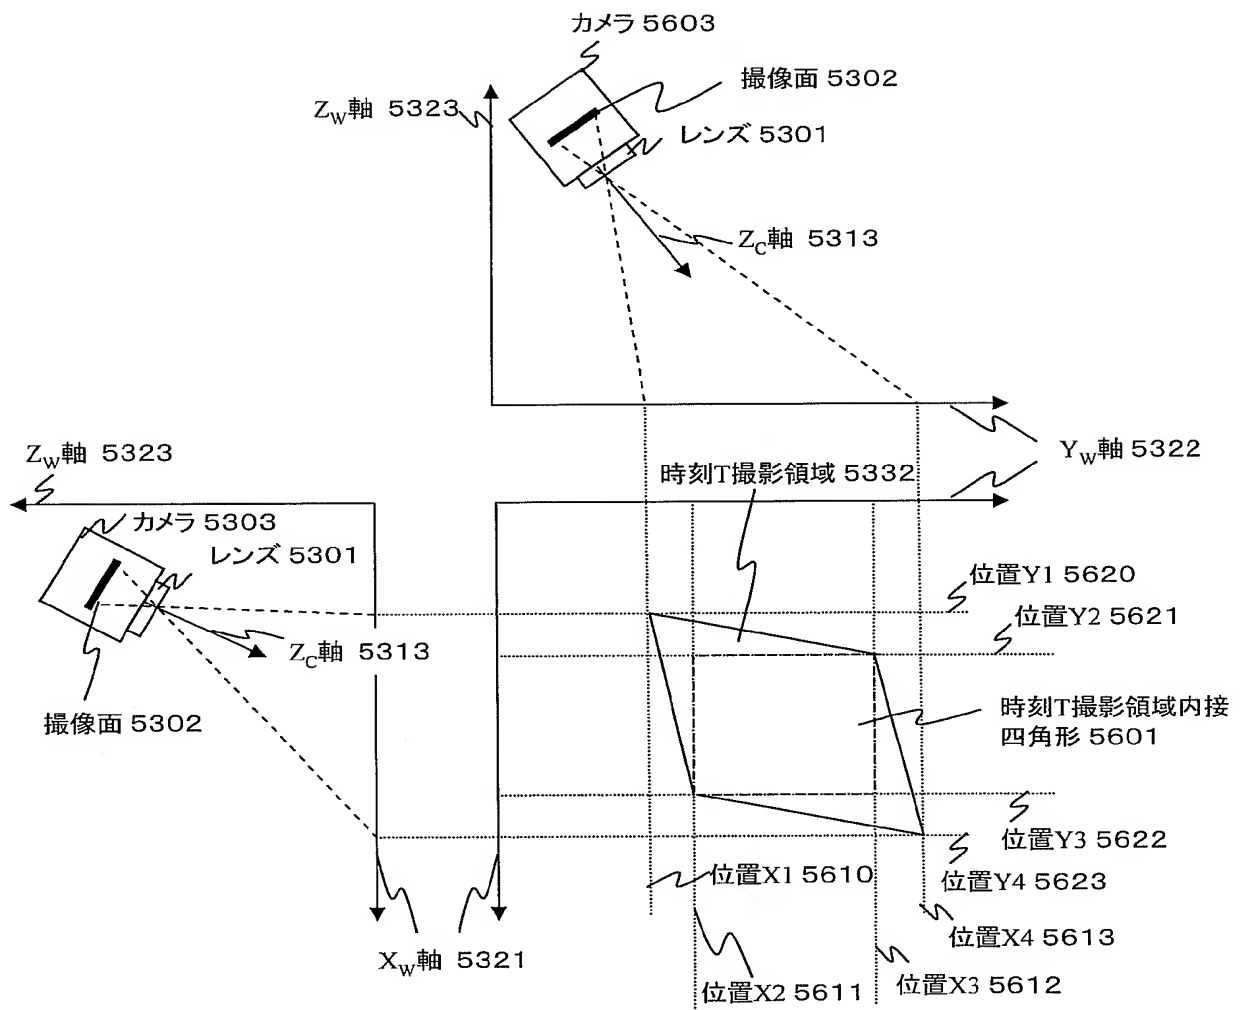 カメラ 5603
撮像面 5302
ZW軸 5323
レンズ 5301
ZC軸 5313
ZW軸 5323
YW軸 5322
時刻T撮影領域 5332
カメラ 5303
レンズ 5301
位置Y1 5620
位置Y2 5621
ZC軸 5313
撮像面 5302
時刻T撮影領域内接
四角形 5601
位置Y3 5622
位置X1 5610
位置Y4 5623
位置X4 5613
XW軸 5321
位置X3 5612
位置X2 5611